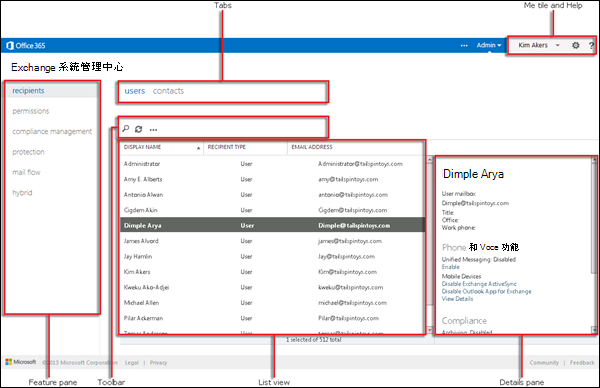 Tabs
Me tile and Help
Office 365
Admin
Kim Akers
?
Exchange 系統管理中心
recipients
permissions
compliance management
protection
mail flow
hybrid
users contacts
DISPLAY NAME RECIPIENT TYPE EMAIL ADDRESS
Administrator User Administrator@tailspintoys.com
Amy E. Alberts User amy@tailspintoys.com
Antonio Alwan User antonio@tailspintoys.com
Cigdem Akin User Cigdem@tailspintoys.com
Dimple Arya User Dimple@tailspintoys.com
James Alvord User james@tailspintoys.com
Jay Hamlin User Jay@tailspintoys.com
Kim Akers User Kim@tailspintoys.com
Kweku Ako-Adjei User kweku@tailspintoys.com
Michael Allen User michael@tailspintoys.com
Pilar Ackerman User Pilar@tailspintoys.com
1 selected of 512 total
Dimple Arya
User mailbox
Dimple@tailspintoys.com
Title:
Office:
Work phone:
Phone 和 Voce 功能
Unified Messaging: Disabled
Enable
Mobile Devices
Disable Exchange ActiveSync
Disable Outlook App for Exchange
View Details
Compliance
Archiving: Disabled
Microsoft ©2013 Microsoft Corporation Legal | Privacy
Community | Feedback
Feature pane
Toolbar
List view
Details pane